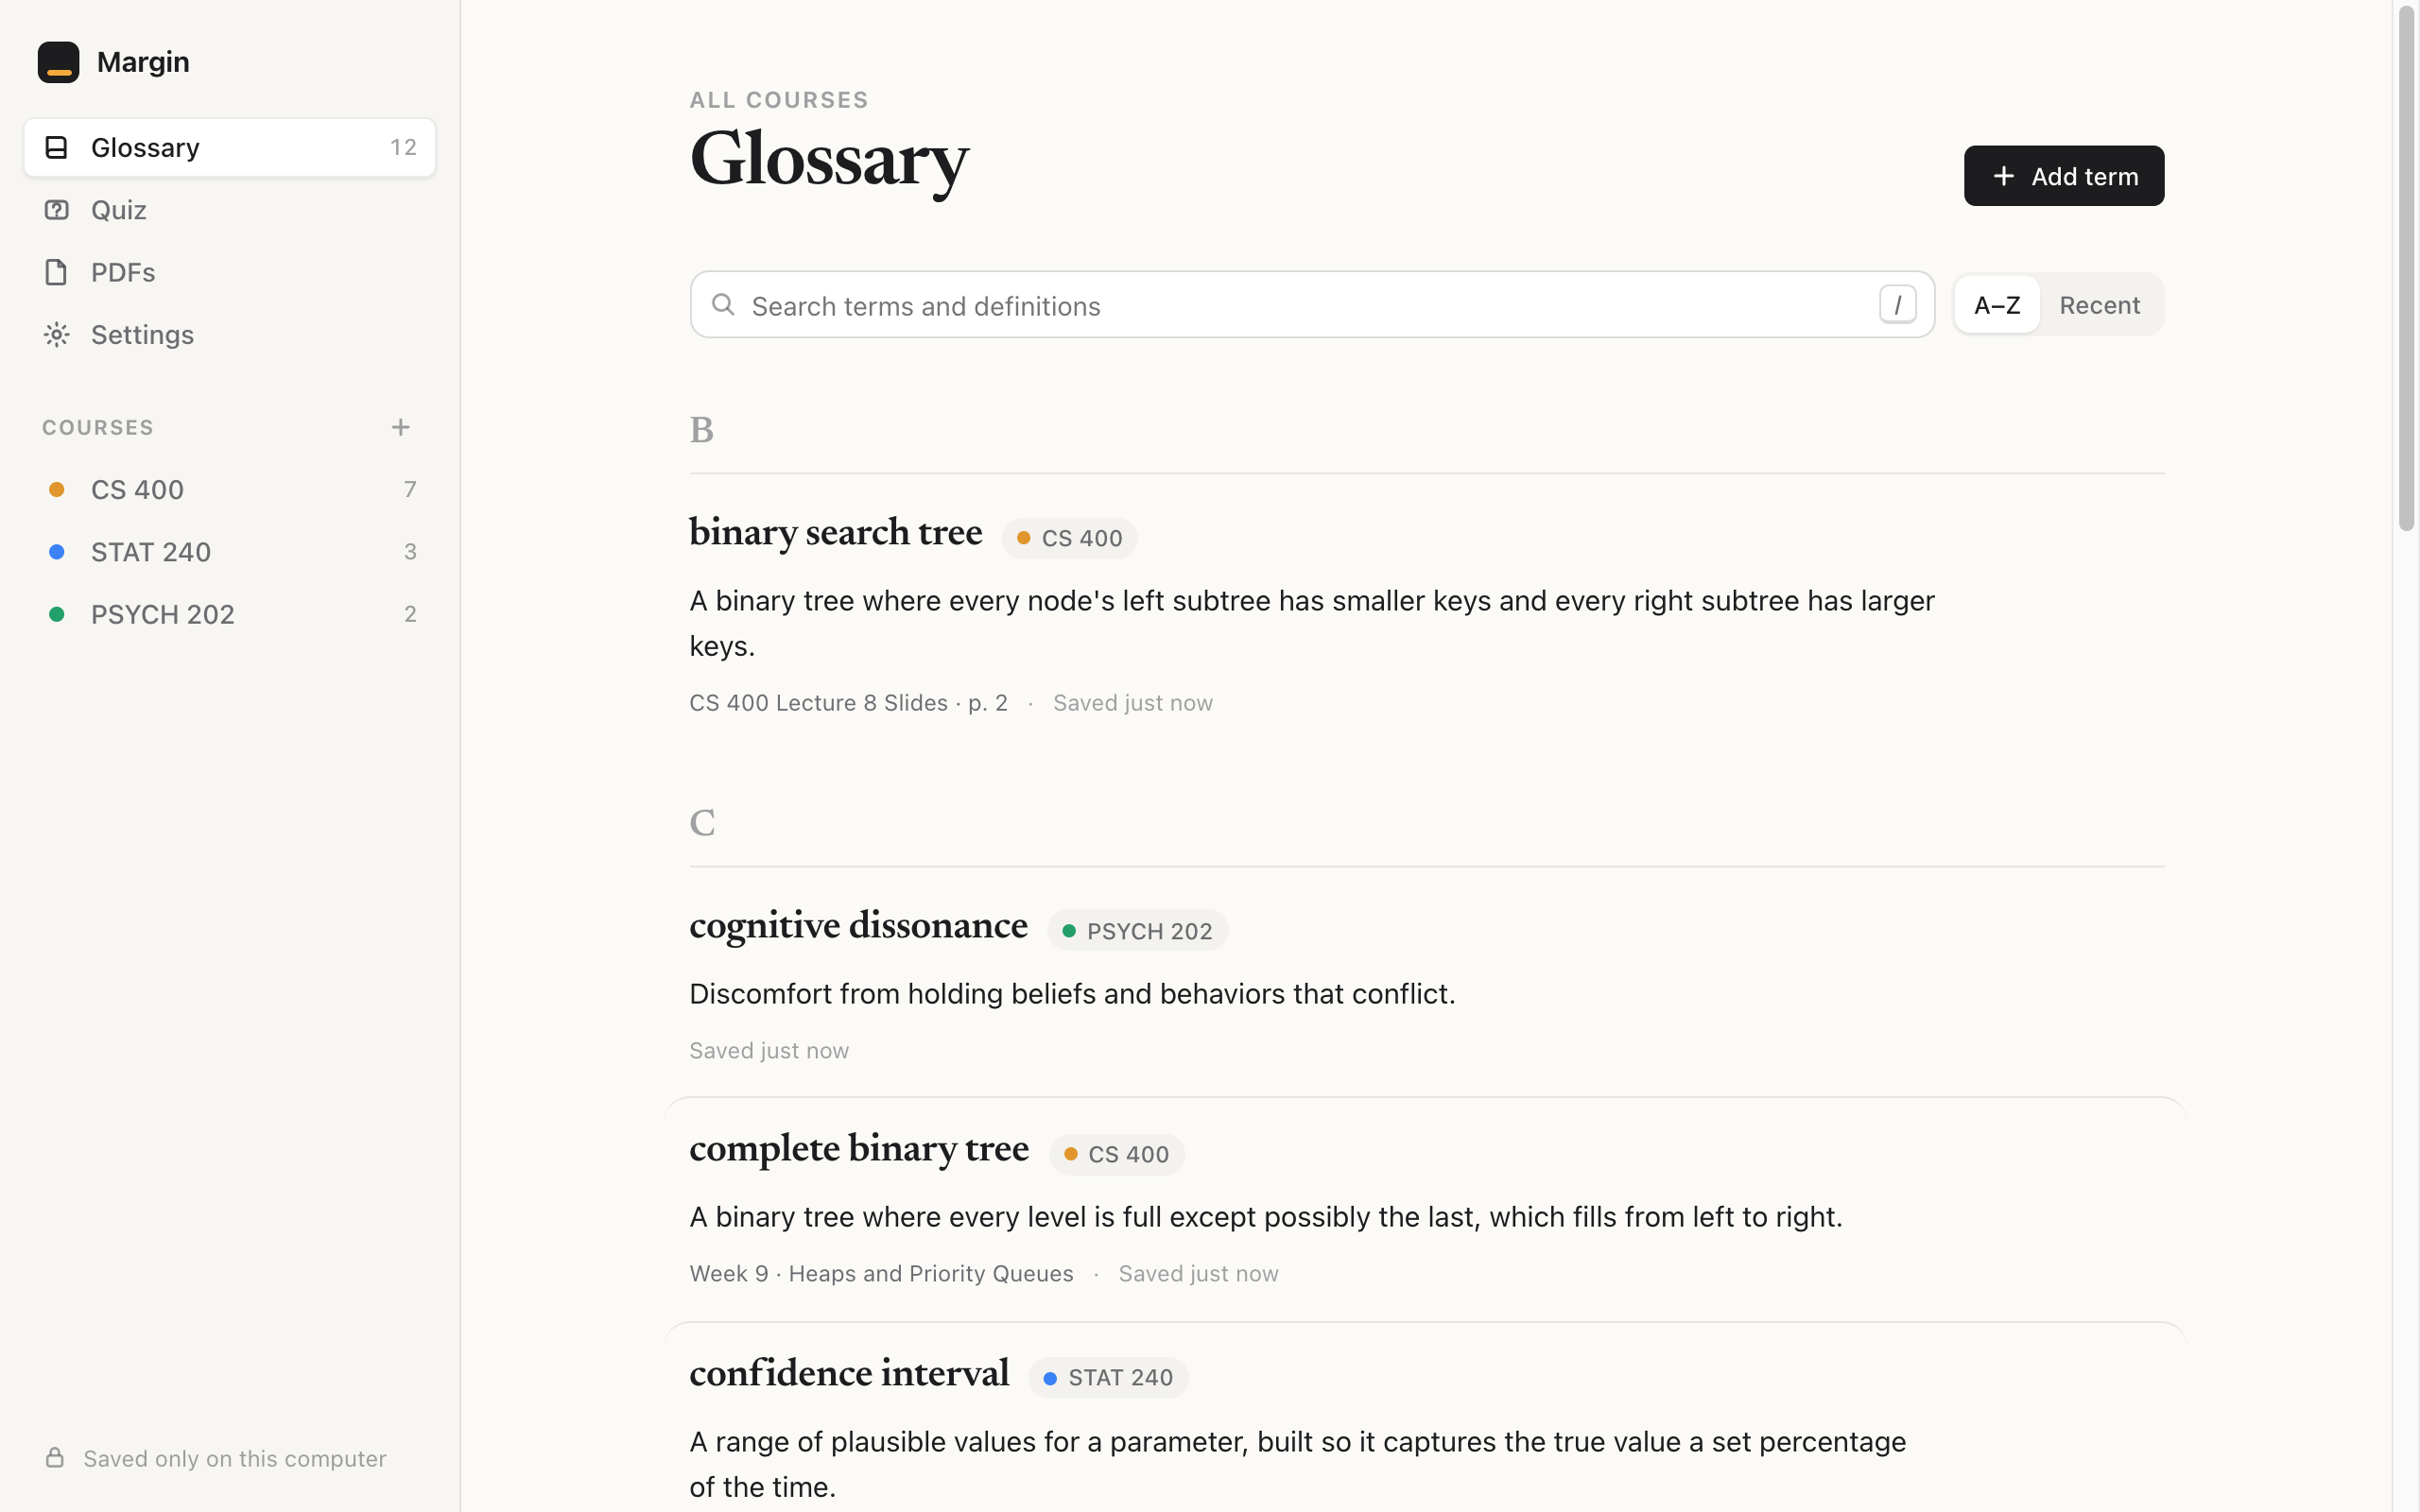 Margin
Glossary 12
Quiz
PDFs
Settings
COURSES
CS 400 7
STAT 240 3
PSYCH 202 2
Saved only on this computer
ALL COURSES
Glossary
Add term
Search terms and definitions /
A–Z Recent
B
binary search tree CS 400
A binary tree where every node's left subtree has smaller keys and every right subtree has larger
keys.
CS 400 Lecture 8 Slides · p. 2 · Saved just now
C
cognitive dissonance PSYCH 202
Discomfort from holding beliefs and behaviors that conflict.
Saved just now
complete binary tree CS 400
A binary tree where every level is full except possibly the last, which fills from left to right.
Week 9 · Heaps and Priority Queues · Saved just now
confidence interval STAT 240
A range of plausible values for a parameter, built so it captures the true value a set percentage
of the time.